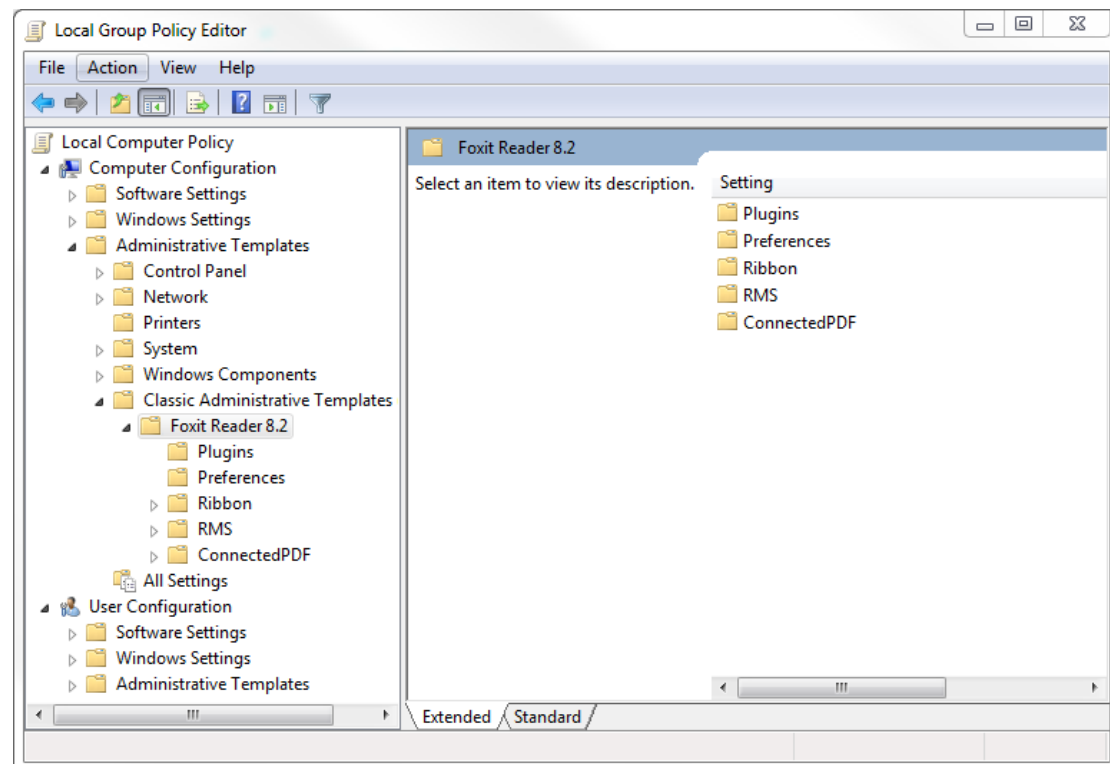 Local Group Policy Editor
File Action View Help
Local Computer Policy
Computer Configuration
Software Settings
Windows Settings
Administrative Templates
Control Panel
Network
Printers
System
Windows Components
Classic Administrative Templates
Foxit Reader 8.2
Plugins
Preferences
Ribbon
RMS
ConnectedPDF
All Settings
User Configuration
Software Settings
Windows Settings
Administrative Templates
Foxit Reader 8.2
Select an item to view its description.
Setting
Plugins
Preferences
Ribbon
RMS
ConnectedPDF
Extended Standard